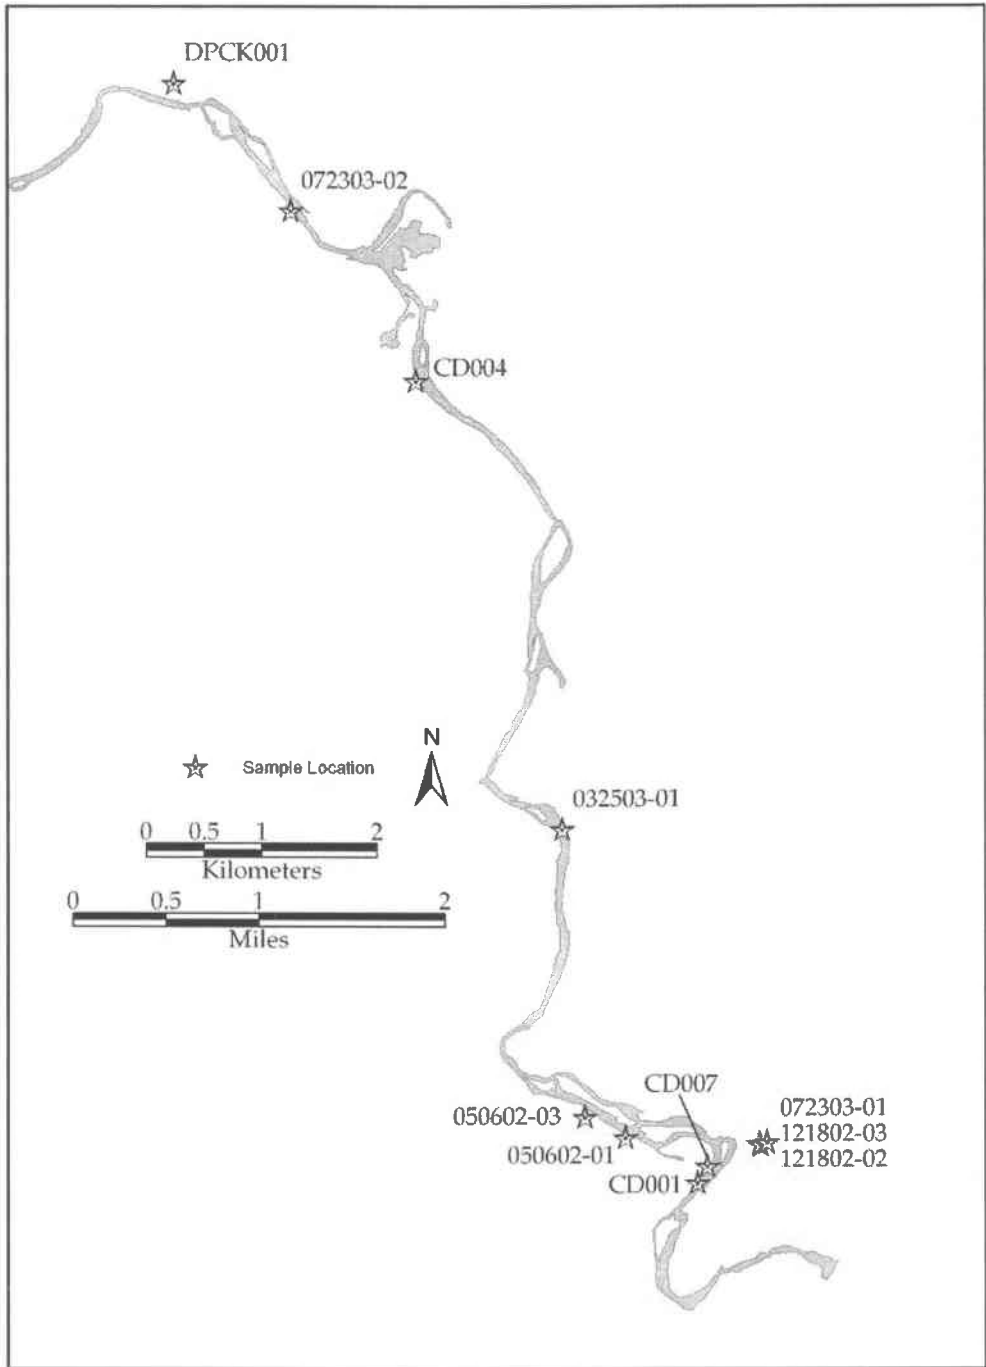 DPCK001
072303-02
CD004
N
Sample Location
032503-01
0 0.5 1 2
Kilometers
0 0.5 1 2
Miles
CD007
072303-01
050602-03
121802-03
050602-01
121802-02
CD001